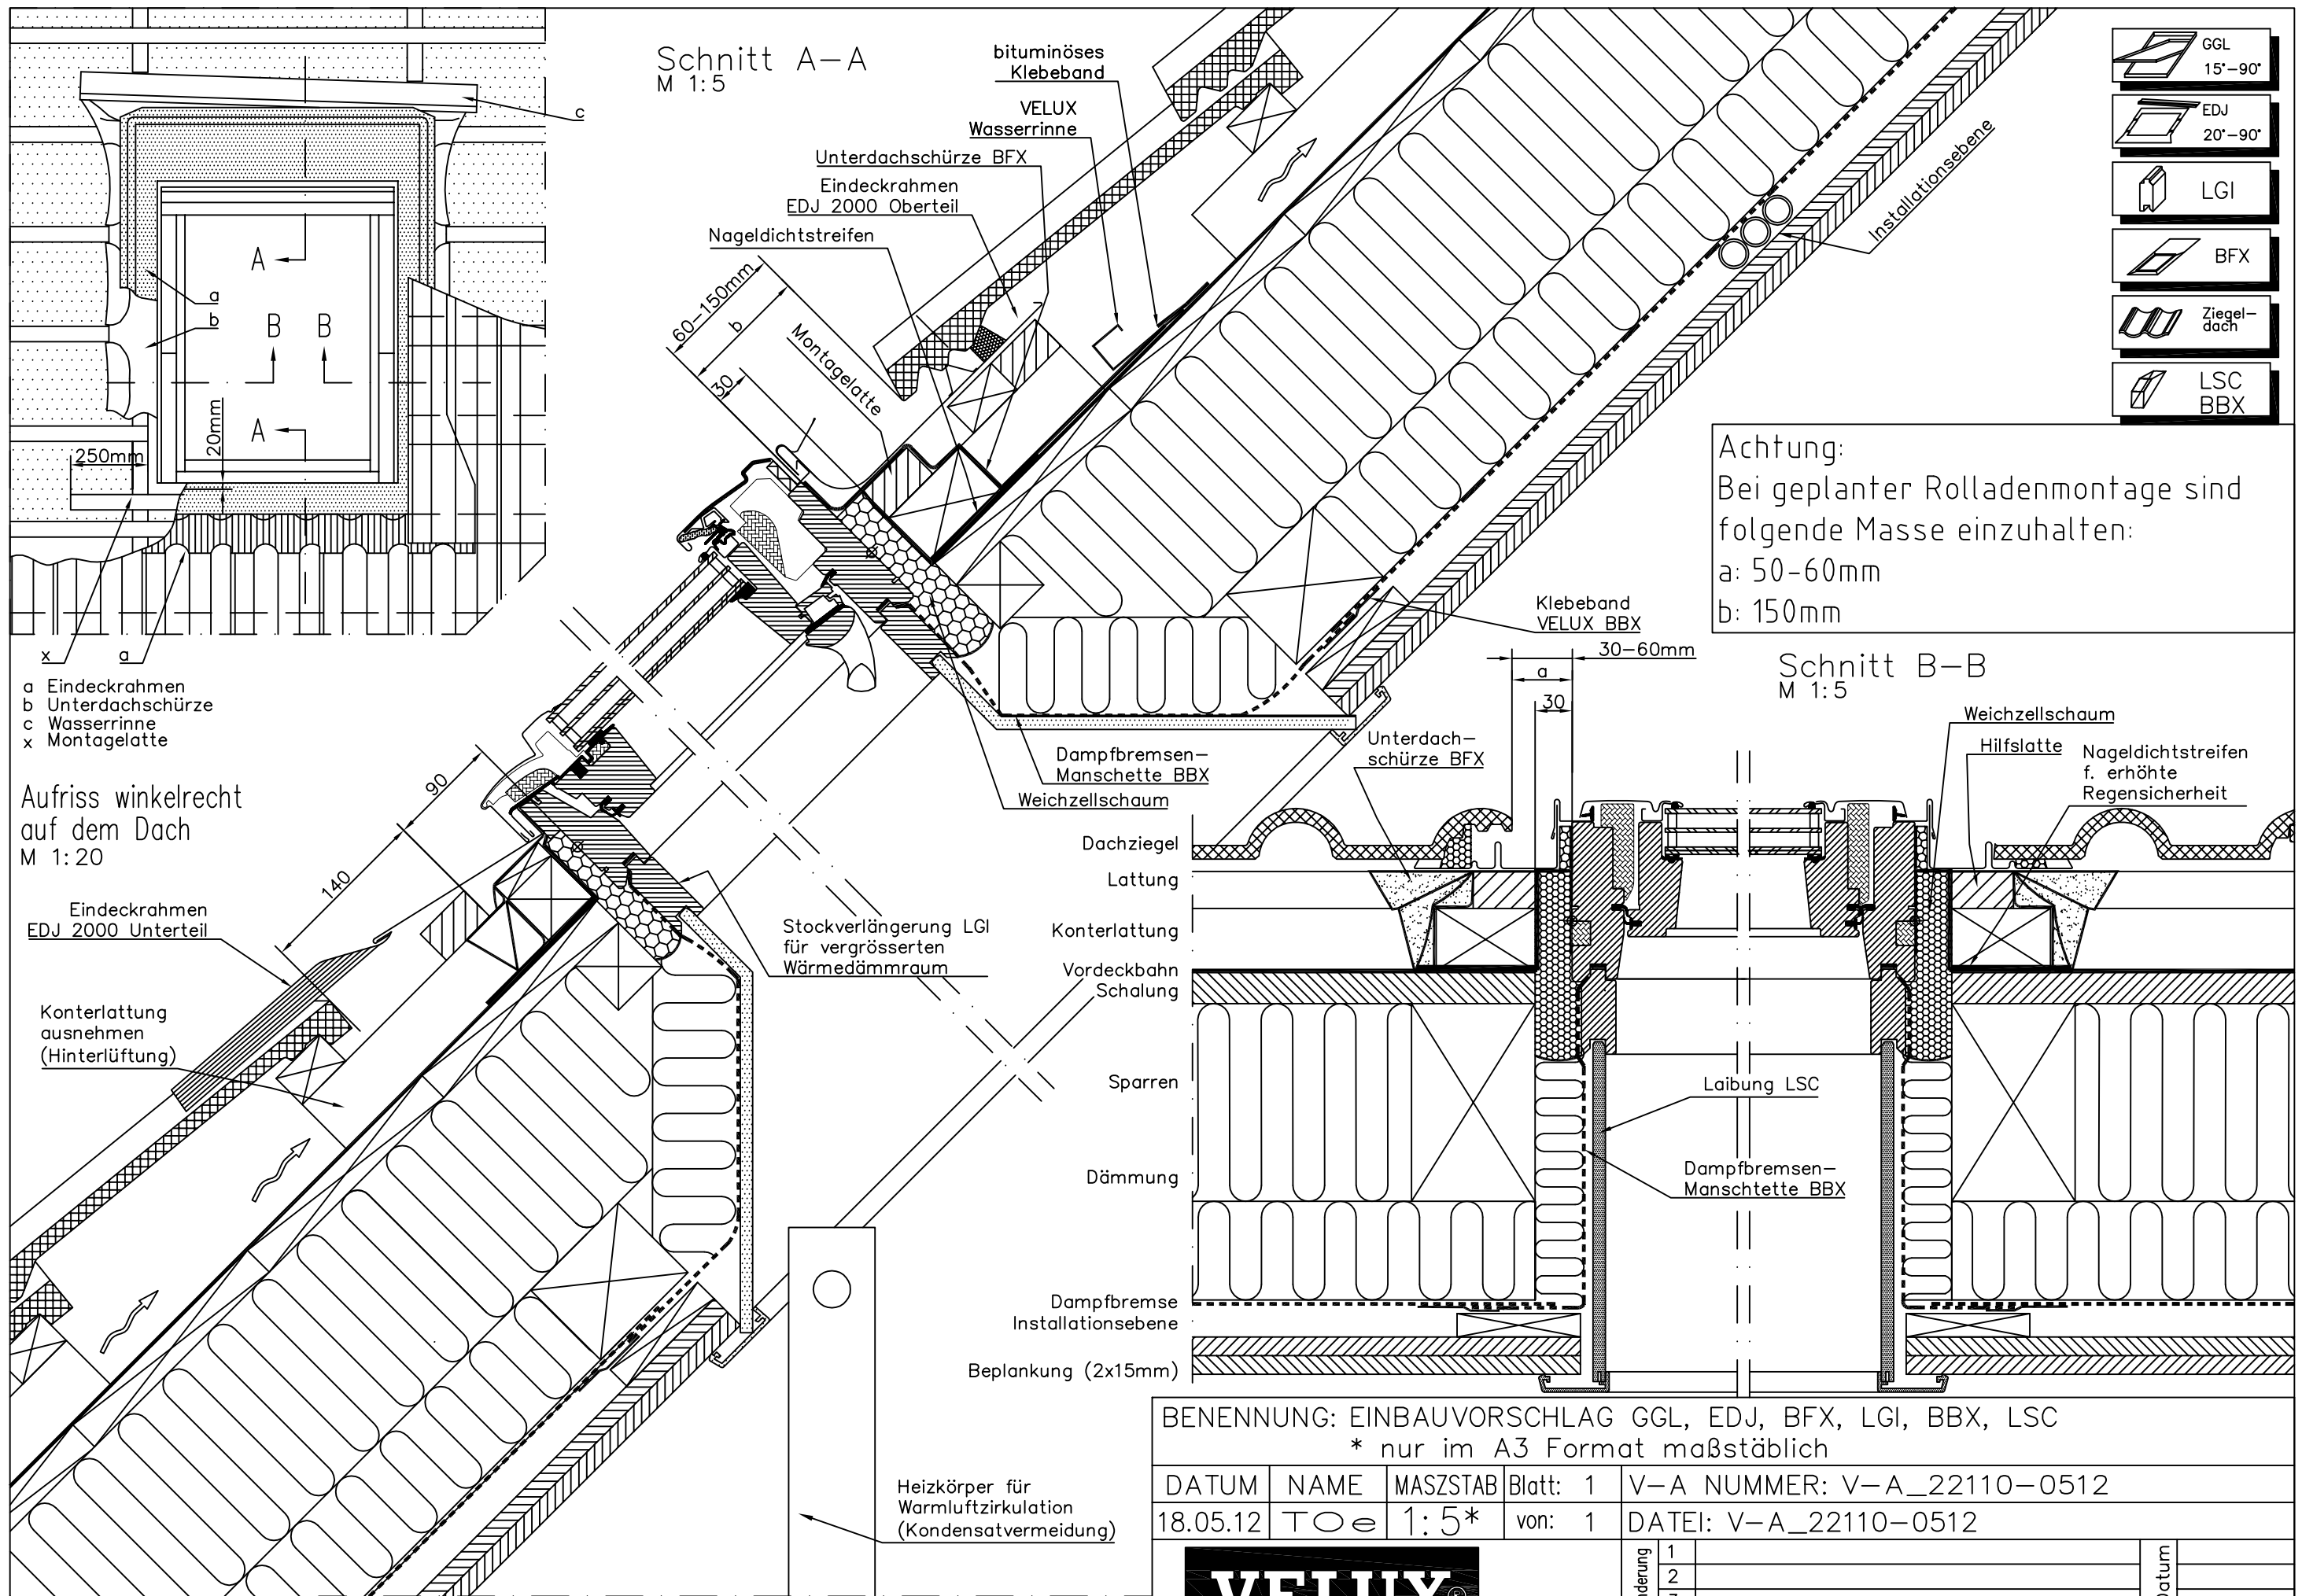 Schnitt A-A
M 1:5
bituminöses
Klebeband
VELUX
Wasserrinne
Unterdachschürze BFX
Eindeckrahmen
EDJ 2000 Oberteil
Nageldichtstreifen
60-150mm
b
30
Montagelatte
Installationsebene
c
A
a
b
B B
A
20mm
250mm
x
a
a Eindeckrahmen
b Unterdachschürze
c Wasserrinne
x Montagelatte
Aufriss winkelrecht
auf dem Dach
M 1:20
GGL
15°-90°
EDJ
20°-90°
LGI
BFX
Ziegel-
dach
LSC
BBX
Achtung:
Bei geplanter Rolladenmontage sind
folgende Masse einzuhalten:
a: 50-60mm
b: 150mm
Klebeband
VELUX BBX
Dampfbremsen-
Manschette BBX
Weichzellschaum
90
140
Eindeckrahmen
EDJ 2000 Unterteil
Konterlattung
ausnehmen
(Hinterlüftung)
Stockverlängerung LGI
für vergrösserten
Wärmedämmraum
Heizkörper für
Warmluftzirkulation
(Kondensatvermeidung)
Schnitt B-B
M 1:5
30-60mm
a
30
Unterdach-
schürze BFX
Weichzellschaum
Hilfslatte
Nageldichtstreifen
f. erhöhte
Regensicherheit
Dachziegel
Lattung
Konterlattung
Vordeckbahn
Schalung
Sparren
Dämmung
Dampfbremse
Installationsebene
Beplankung (2x15mm)
Laibung LSC
Dampfbremsen-
Manschtette BBX
BENENNUNG: EINBAUVORSCHLAG GGL, EDJ, BFX, LGI, BBX, LSC
* nur im A3 Format maßstäblich
DATUM NAME MASZSTAB Blatt: 1 V-A NUMMER: V-A_22110-0512
18.05.12 TOe 1:5* von: 1 DATEI: V-A_22110-0512
VELUX®
1
2